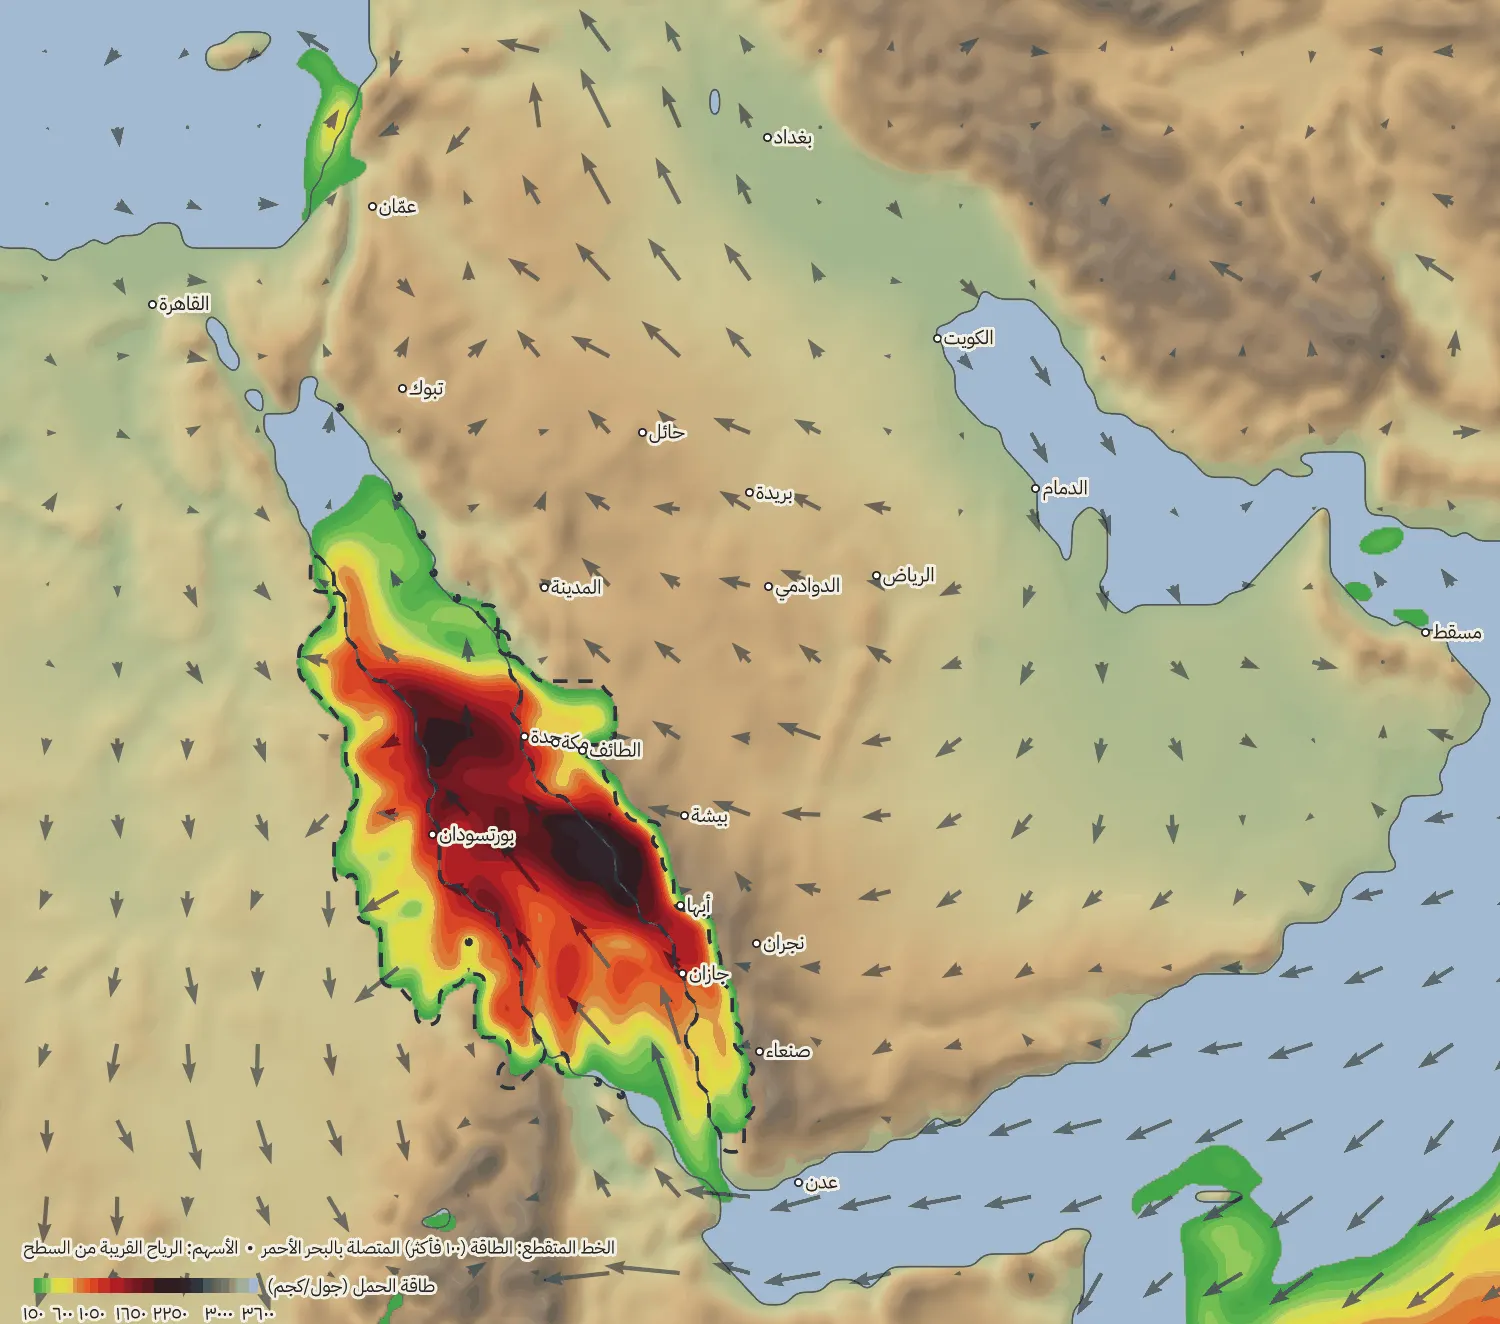 بغداد
عمّان
القاهرة
الكويت
تبوك
حائل
بريدة
الدمام
الرياض
الدوادمي
المدينة
مسقط
جدة
مكة
الطائف
بيشة
بورتسودان
أبها
نجران
جازان
صنعاء
عدن
الخط المتقطع: الطاقة (١٠٠ فأكثر) المتصلة بالبحر الأحمر • الأسهم: الرياح القريبة من السطح
طاقة الحمل (جول/كجم)
١٥٠ ٦٠٠ ١٠٥٠ ١٦٥٠ ٢٢٥٠ ٣٠٠٠ ٣٦٠٠